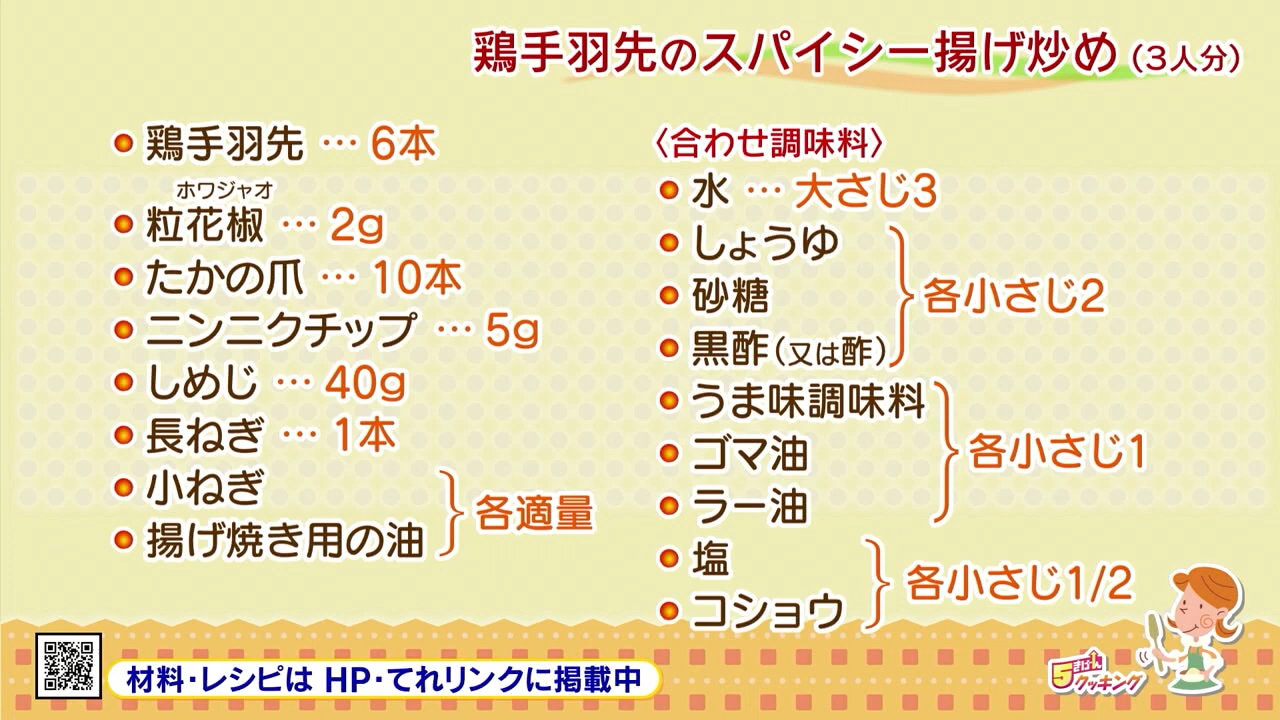 鶏手羽先のスパイシー揚げ炒め(3人分)
鶏手羽先 … 6本
ホワジャオ
粒花椒 … 2g
たかの爪 … 10本
ニンニクチップ … 5g
しめじ … 40g
長ねぎ … 1本
小ねぎ
揚げ焼き用の油
各適量
〈合わせ調味料〉
水 … 大さじ3
しょうゆ
砂糖
黒酢(又は酢)
各小さじ2
うま味調味料
ゴマ油
ラー油
各小さじ1
塩
コショウ
各小さじ1/2
材料・レシピは HP・てれリンクに掲載中
5きげんクッキング